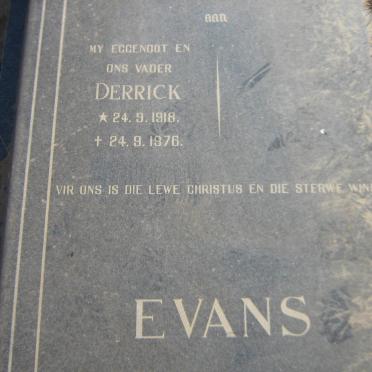 aan
MY EGGENOOT EN
ONS VADER
DERRICK
★ 24. 9. 1918.
† 24. 9. 1976.
VIR ONS IS DIE LEWE CHRISTUS EN DIE STERWE WIN
EVANS